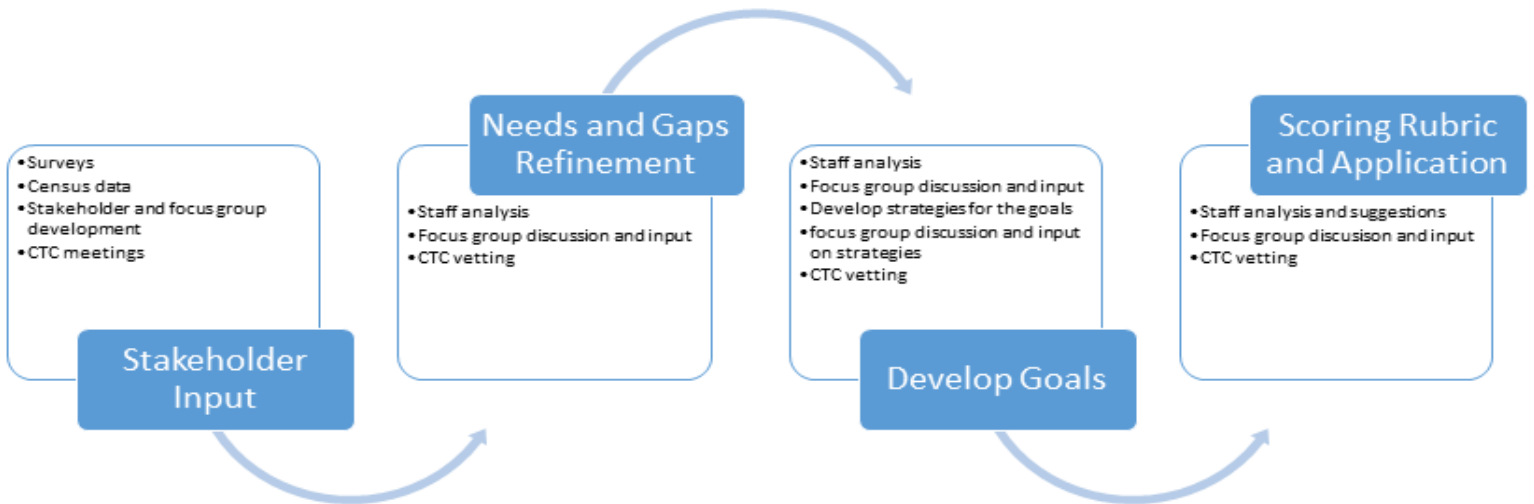 • Surveys
• Census data
• Stakeholder and focus group
development
• CTC meetings
Stakeholder
Input
Needs and Gaps
Refinement
• Staff analysis
• Focus group discussion and input
• CTC vetting
• Staff analysis
• Focus group discussion and input
• Develop strategies for the goals
• focus group discussion and input
on strategies
• CTC vetting
Develop Goals
Scoring Rubric
and Application
• Staff analysis and suggestions
• Focus group discusison and input
• CTC vetting